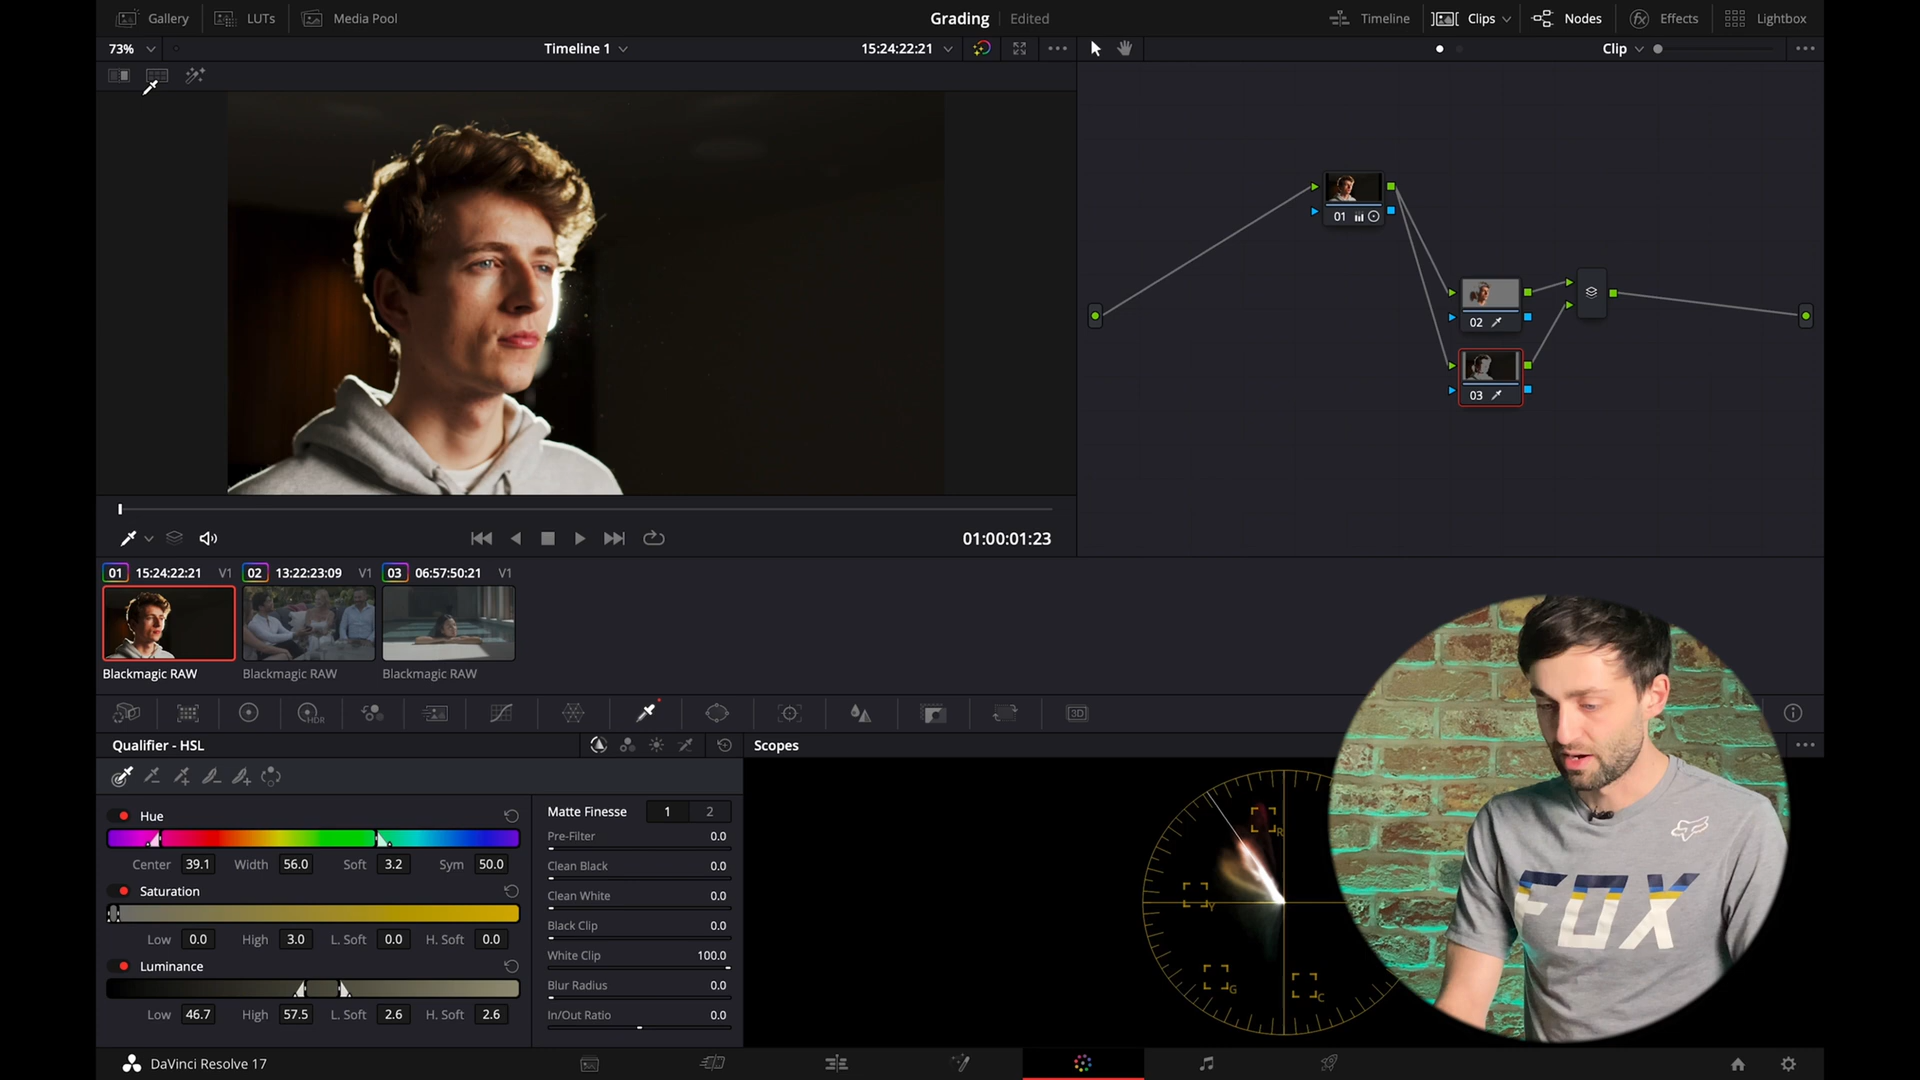 Gallery LUTs Media Pool Grading Edited Timeline Clips Nodes fx Effects Lightbox
73% Timeline 1 15:24:22:21 Clip
01
02
03
01:00:01:23
01 15:24:22:21 V1 02 13:22:23:09 V1 03 06:57:50:21 V1
Blackmagic RAW Blackmagic RAW Blackmagic RAW
HDR 3D
Qualifier - HSL Scopes
Hue
Center 39.1 Width 56.0 Soft 3.2 Sym 50.0
Saturation
Low 0.0 High 3.0 L. Soft 0.0 H. Soft 0.0
Luminance
Low 46.7 High 57.5 L. Soft 2.6 H. Soft 2.6
Matte Finesse 1 2
Pre-Filter 0.0
Clean Black 0.0
Clean White 0.0
Black Clip 0.0
White Clip 100.0
Blur Radius 0.0
In/Out Ratio 0.0
R
Y
G
C
FOX
DaVinci Resolve 17